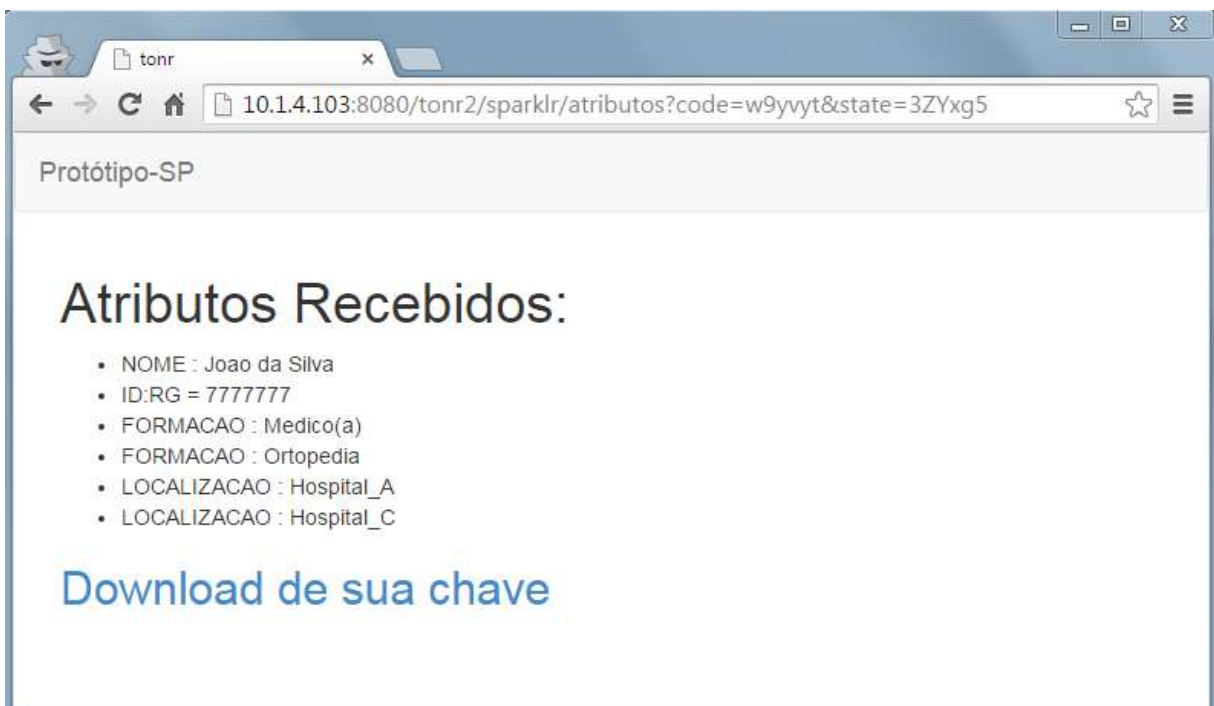 tonr
10.1.4.103:8080/tonr2/sparklr/atributos?code=w9yvyt&state=3ZYxg5
Protótipo-SP
Atributos Recebidos:
• NOME : Joao da Silva
• ID:RG = 7777777
• FORMACAO : Medico(a)
• FORMACAO : Ortopedia
• LOCALIZACAO : Hospital_A
• LOCALIZACAO : Hospital_C
Download de sua chave